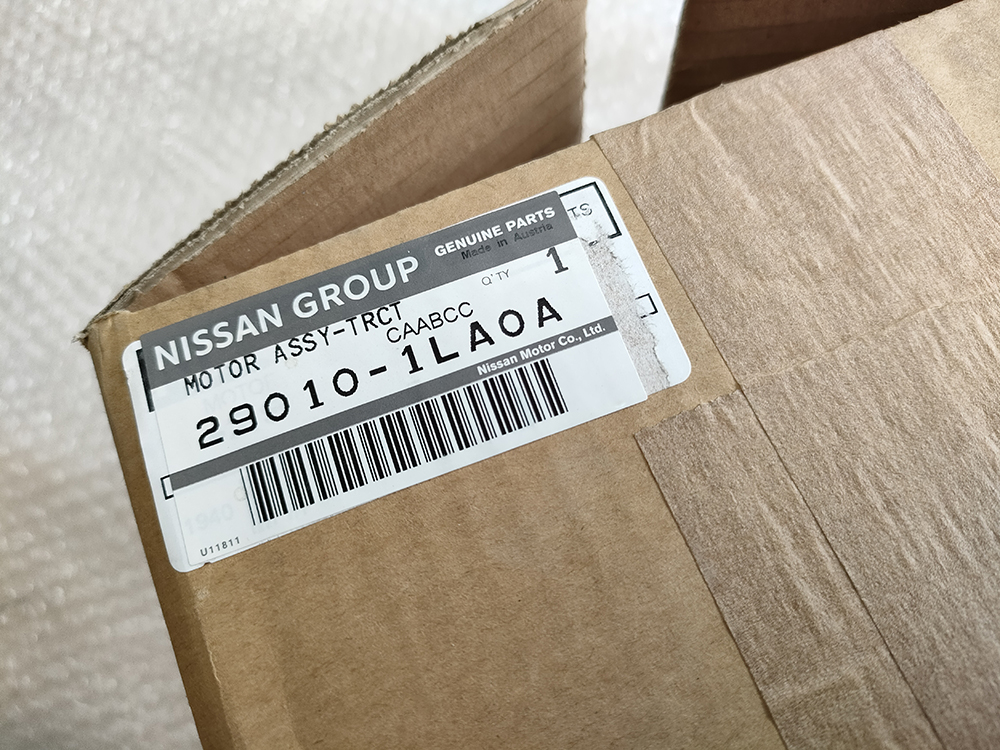 NISSAN GROUP GENUINE PARTS
Made in Austria
MOTOR ASSY-TRCT Q'TY 1
CAABCC
29010-1LA0A
Nissan Motor Co., Ltd.
U11811
TS